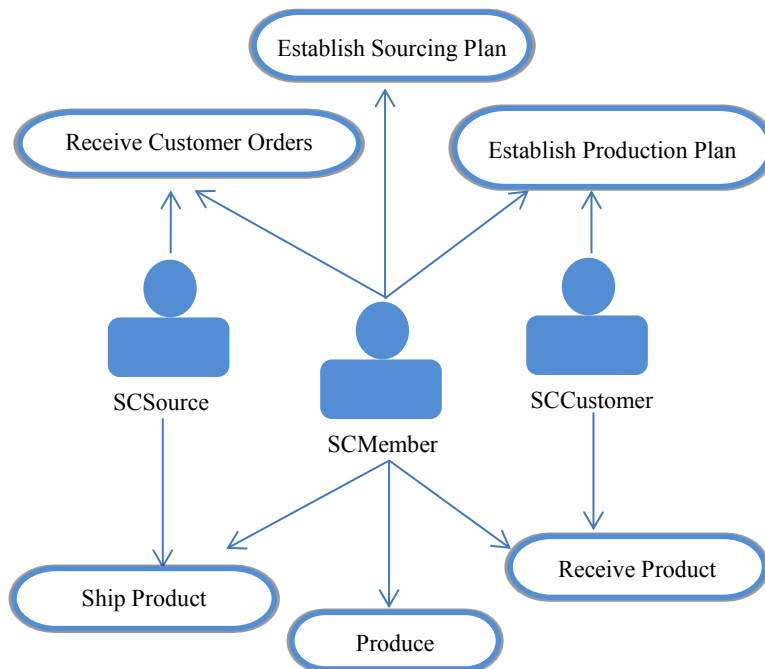 Establish Sourcing Plan
Receive Customer Orders
Establish Production Plan
SCSource
SCCustomer
SCMember
Receive Product
Ship Product
Produce